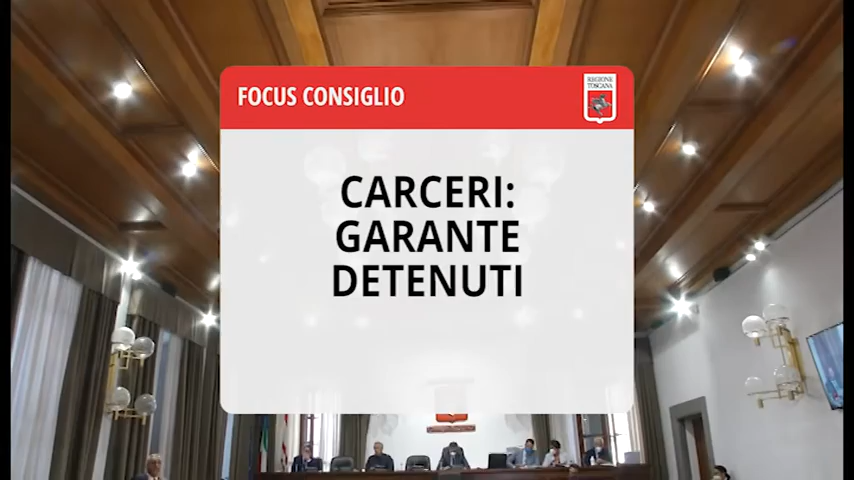 FOCUS CONSIGLIO
REGIONE
TOSCANA
CARCERI:
GARANTE
DETENUTI